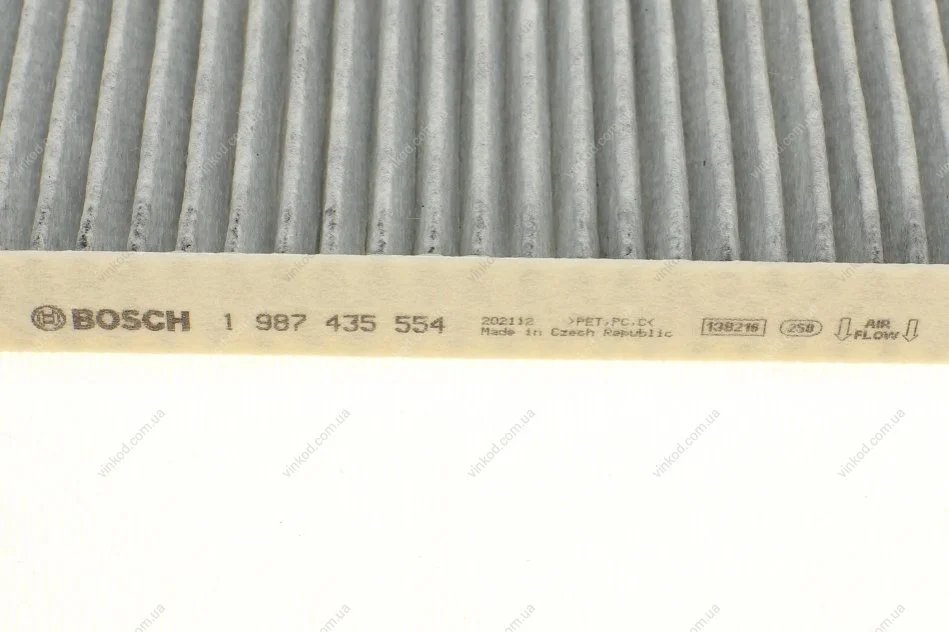 BOSCH 1 987 435 554
202112 >PET,PC,C<
Made in Czech Republic
138216
258
AIR
FLOW
vinkod.com.ua